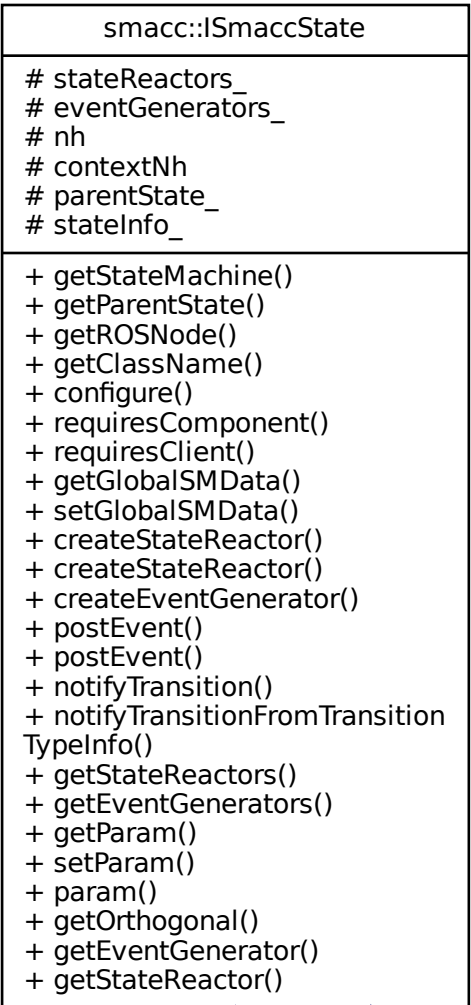 smacc::ISmaccState
# stateReactors_
# eventGenerators_
# nh
# contextNh
# parentState_
# stateInfo_
+ getStateMachine()
+ getParentState()
+ getROSNode()
+ getClassName()
+ configure()
+ requiresComponent()
+ requiresClient()
+ getGlobalSMData()
+ setGlobalSMData()
+ createStateReactor()
+ createStateReactor()
+ createEventGenerator()
+ postEvent()
+ postEvent()
+ notifyTransition()
+ notifyTransitionFromTransition
TypeInfo()
+ getStateReactors()
+ getEventGenerators()
+ getParam()
+ setParam()
+ param()
+ getOrthogonal()
+ getEventGenerator()
+ getStateReactor()